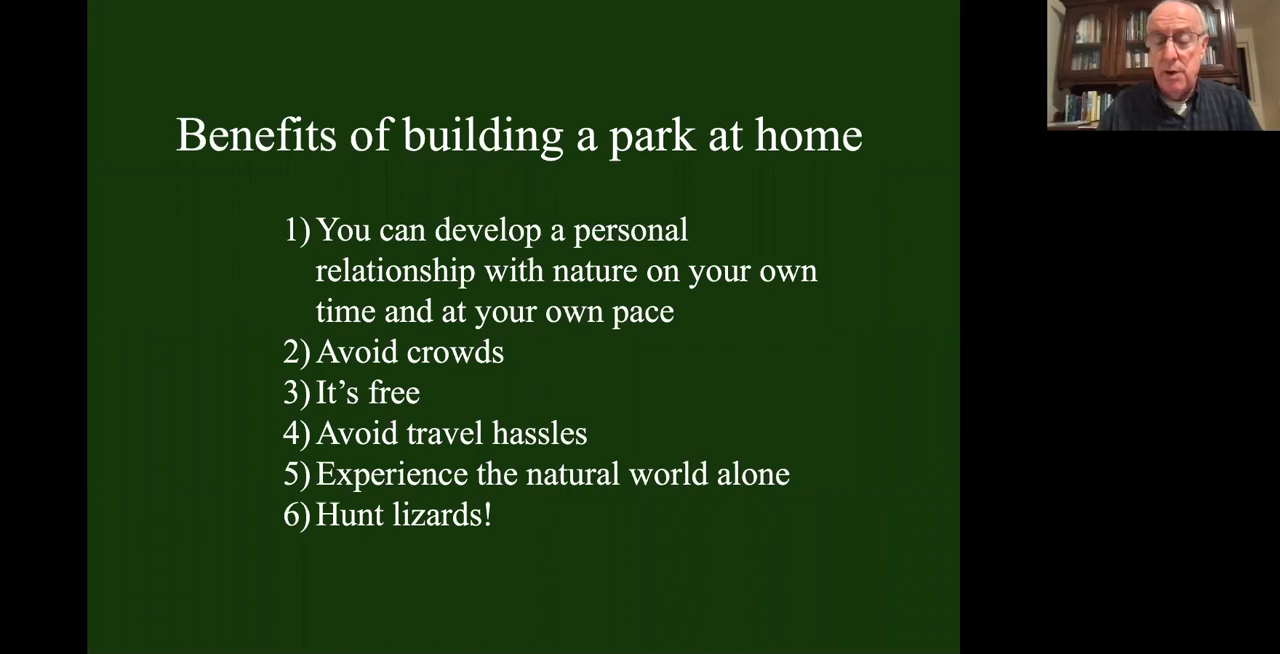 Benefits of building a park at home
1) You can develop a personal
relationship with nature on your own
time and at your own pace
2) Avoid crowds
3) It’s free
4) Avoid travel hassles
5) Experience the natural world alone
6) Hunt lizards!